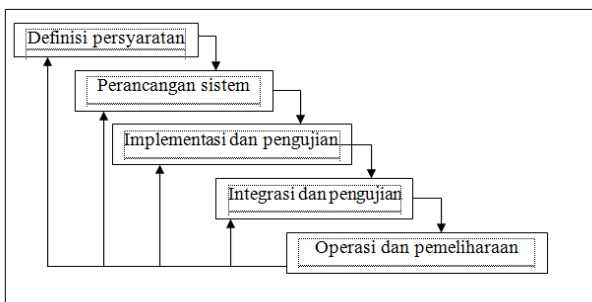 Definisi persyaratan
Perancangan sistem
Implementasi dan pengujian
Integrasi dan pengujian
Operasi dan pemeliharaan